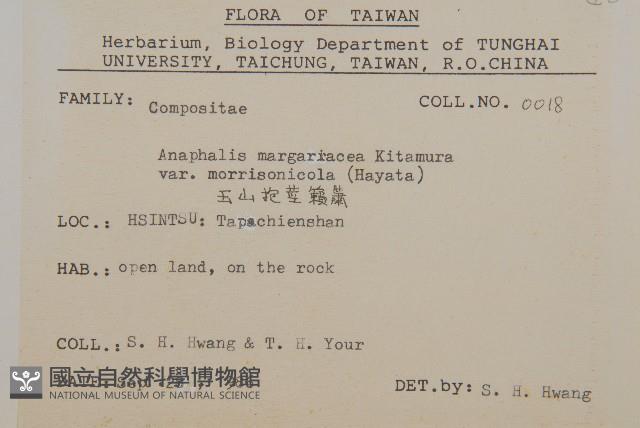 FLORA OF TAIWAN
Herbarium, Biology Department of TUNGHAI
UNIVERSITY, TAICHUNG, TAIWAN, R.O.CHINA
FAMILY: Compositae
COLL.NO. 0018
Anaphalis margariacea Kitamura
var. morrisonicola (Hayata)
玉山抱莖籟蕭
LOC.: HSINTSU: Tapachienshan
HAB.: open land, on the rock
COLL.: S. H. Hwang & T. H. Your
DET.by: S. H. Hwang
國立自然科學博物館
NATIONAL MUSEUM OF NATURAL SCIENCE